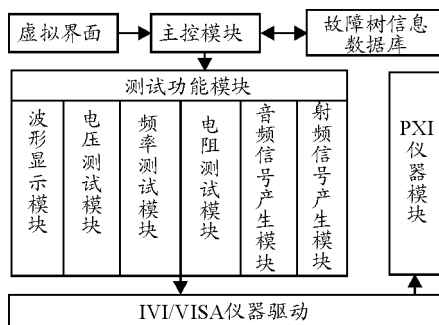 虚拟界面
主控模块
故障树信息
数据库
测试功能模块
波形显示模块
电压测试模块
频率测试模块
电阻测试模块
音频信号产生模块
射频信号产生模块
PXI
仪器模块
IVI/VISA仪器驱动